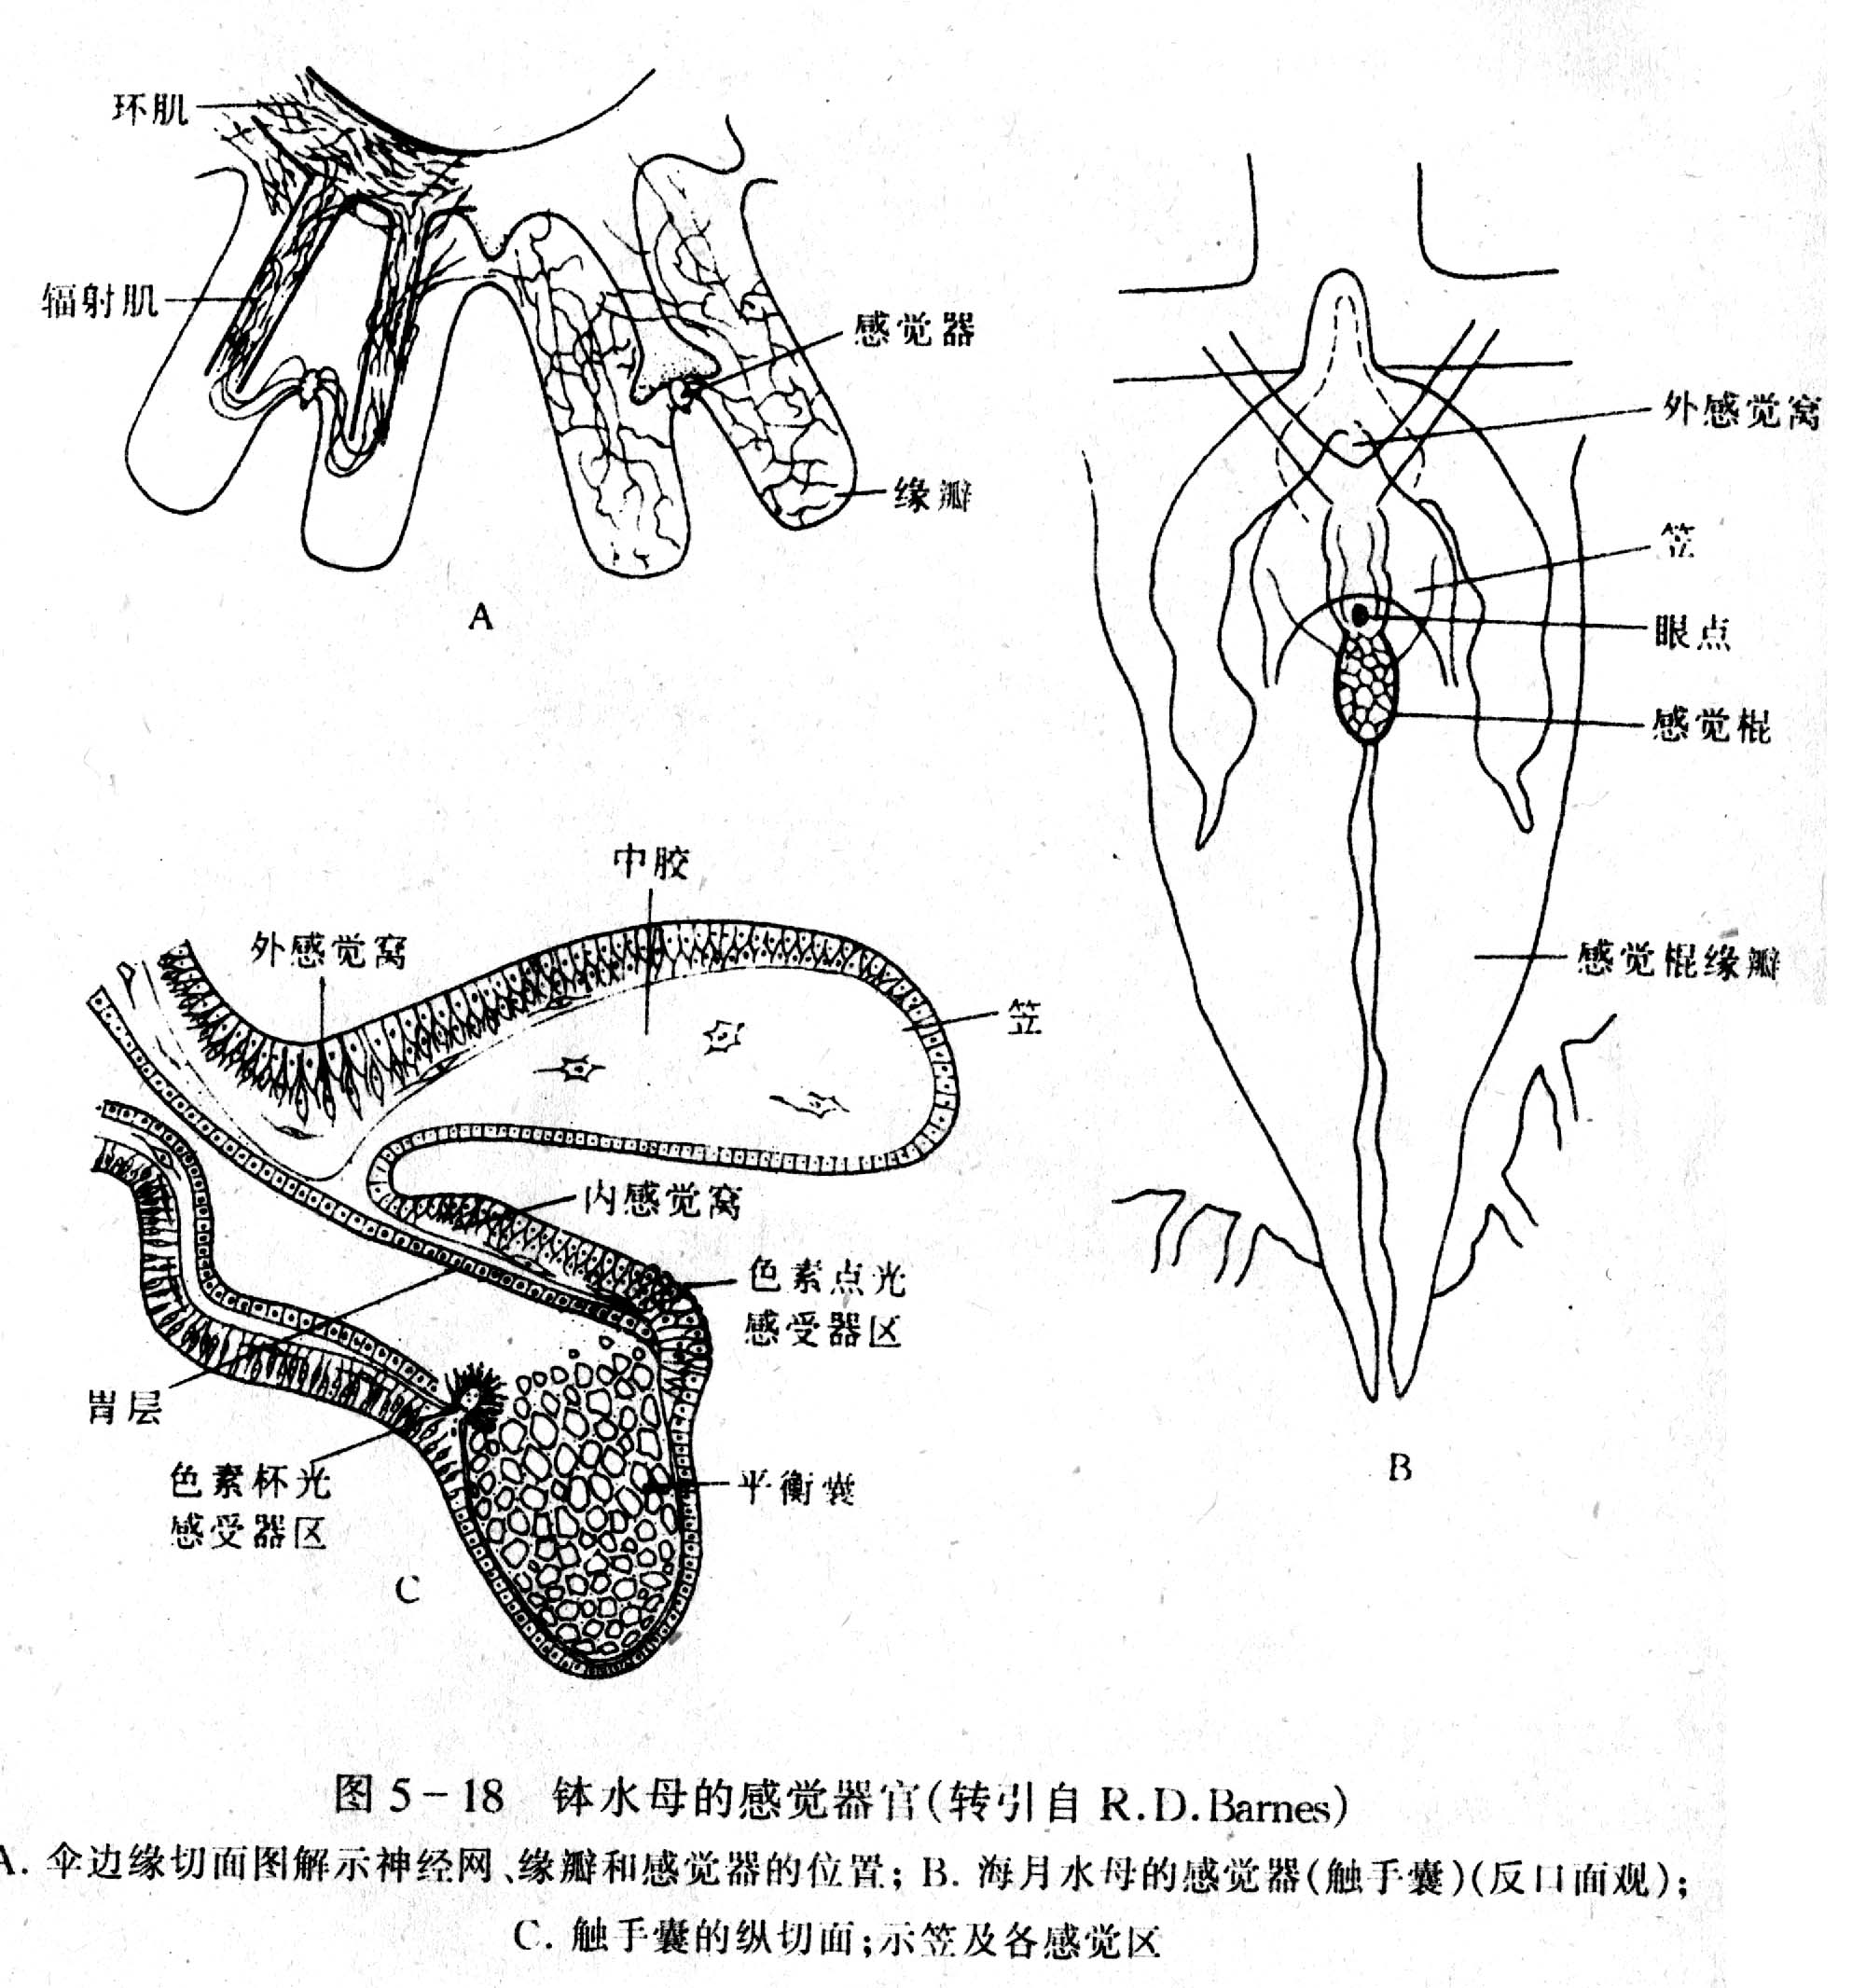 环肌
辐射肌
感觉器
缘瓣
A
外感觉窝
笠
眼点
感觉棍
感觉棍缘瓣
B
中胶
外感觉窝
笠
内感觉窝
色素点光
感受器区
胃层
色素杯光
感受器区
平衡囊
C
图 5-18 钵水母的感觉器官(转引自 R.D.Barnes)
A. 伞边缘切面图解示神经网、缘瓣和感觉器的位置; B. 海月水母的感觉器(触手囊)(反口面观);
C. 触手囊的纵切面;示笠及各感觉区